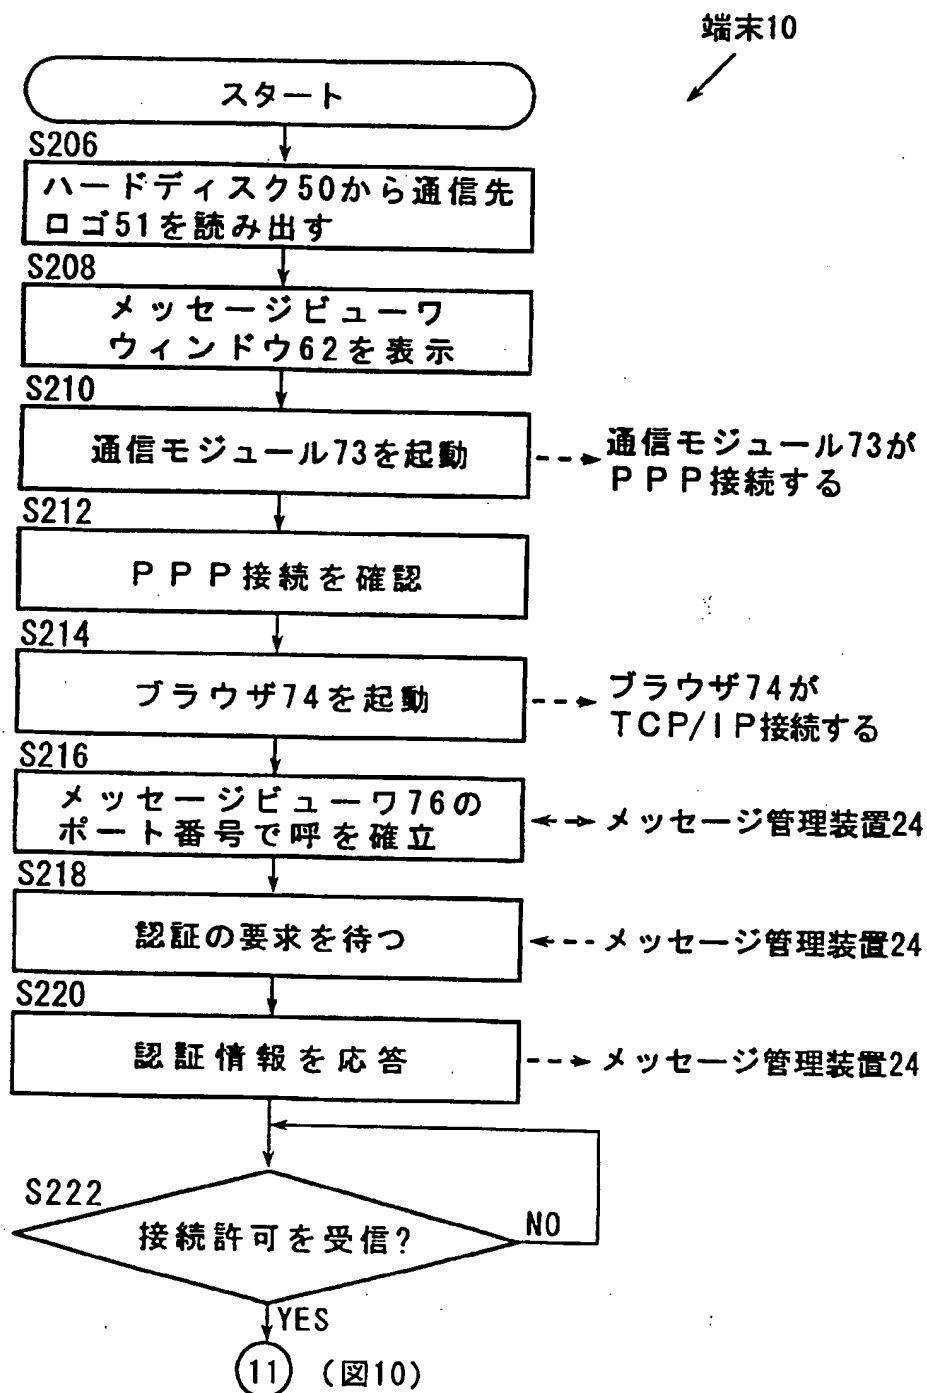 端末10
スタート
S206
ハードディスク50から通信先
ロゴ51を読み出す
S208
メッセージビューワ
ウィンドウ62を表示
S210
通信モジュール73を起動
通信モジュール73が
PPP接続する
S212
PPP接続を確認
S214
ブラウザ74を起動
ブラウザ74が
TCP/IP接続する
S216
メッセージビューワ76の
ポート番号で呼を確立
メッセージ管理装置24
S218
認証の要求を待つ
メッセージ管理装置24
S220
認証情報を応答
メッセージ管理装置24
S222
接続許可を受信?
NO
YES
11 (図10)